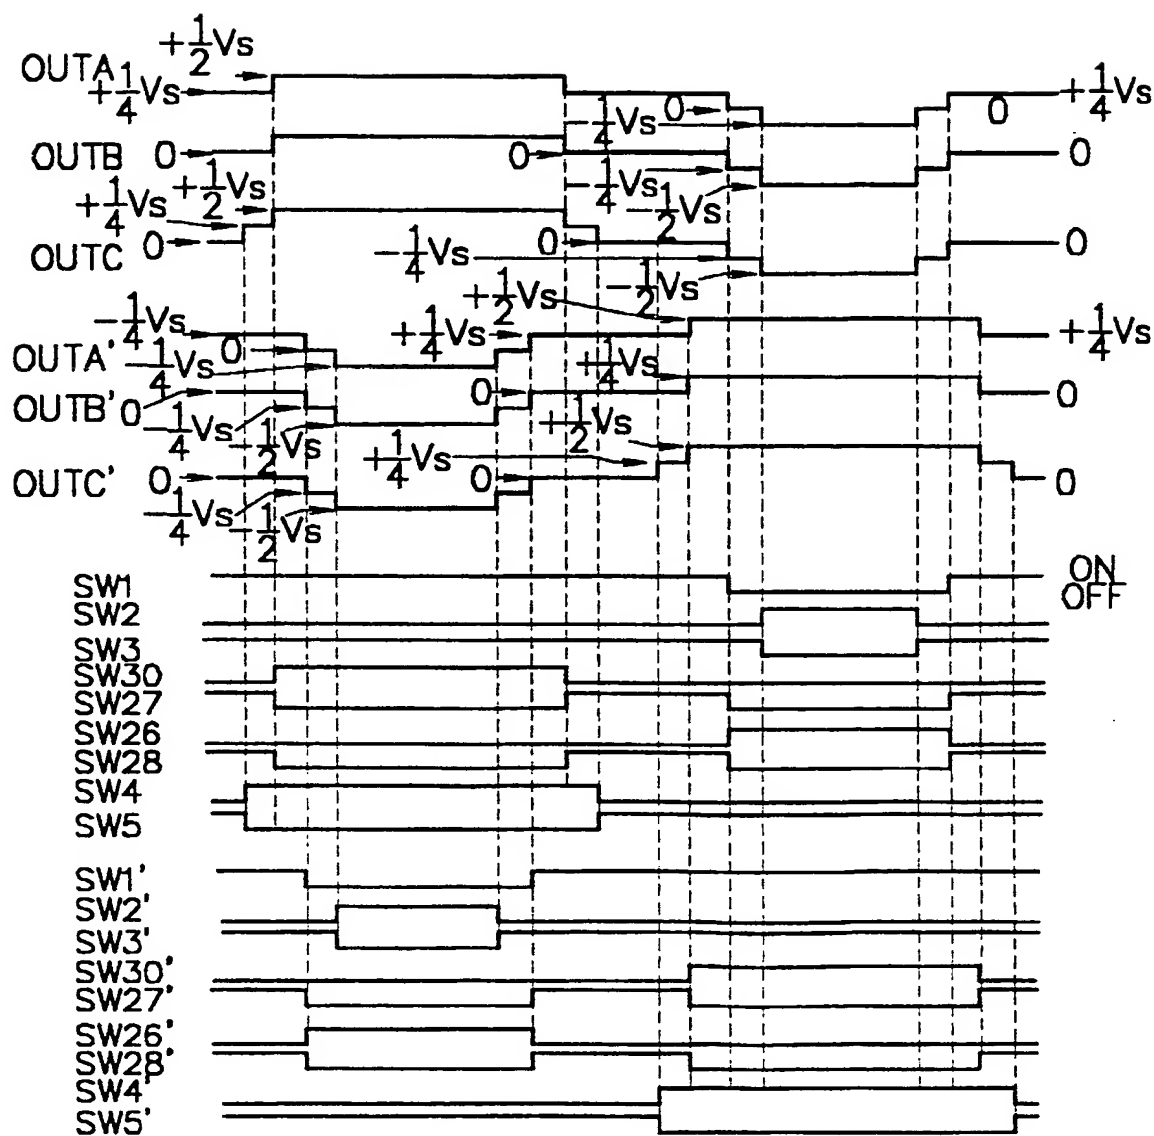 +1/2Vs
OUTA
+1/4Vs
0
-1/4Vs
0
+1/4Vs
OUTB 0
0
-1/4Vs
-1/2Vs
0
+1/2Vs
+1/4Vs
OUTC 0
0
-1/4Vs
-1/2Vs
0
-1/4Vs
OUTA'
0
-1/4Vs
+1/4Vs
+1/2Vs
+1/4Vs
OUTB' 0
-1/4Vs
-1/2Vs
0
+1/4Vs
0
OUTC' 0
-1/4Vs
-1/2Vs
0
+1/4Vs
+1/2Vs
0
SW1
ON
OFF
SW2
SW3
SW30
SW27
SW26
SW28
SW4
SW5
SW1'
SW2'
SW3'
SW30'
SW27'
SW26'
SW28'
SW4'
SW5'